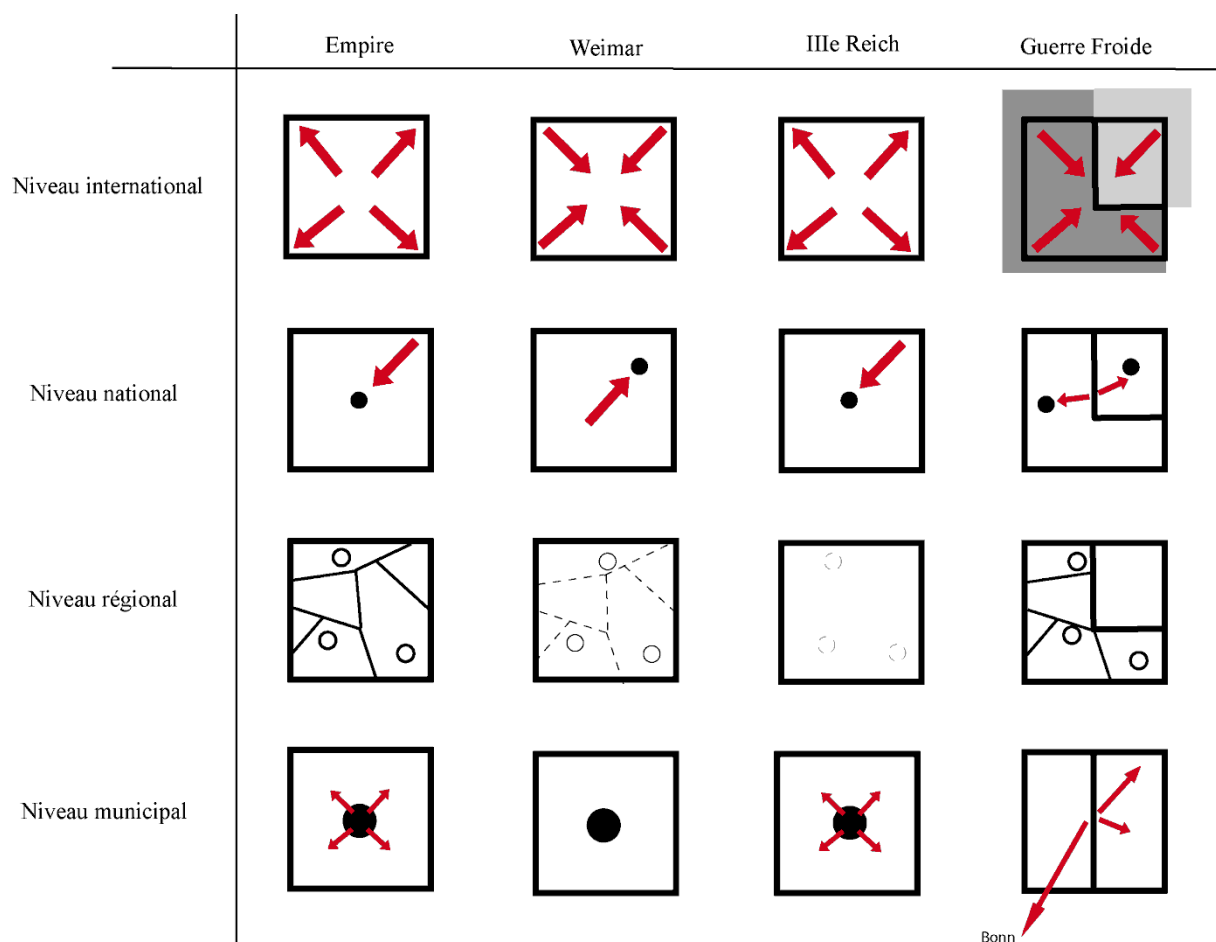 Empire
Weimar
IIIe Reich
Guerre Froide
Niveau international
Niveau national
Niveau régional
Niveau municipal
Bonn